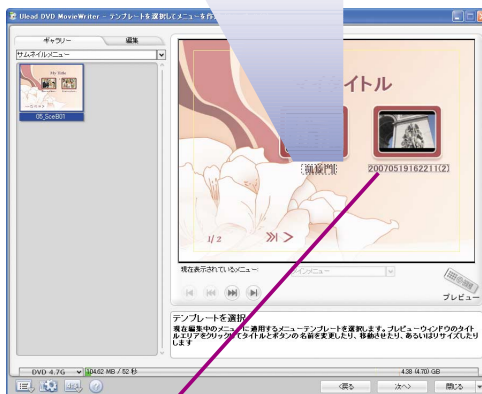 Ulead DVD MovieWriter - テンプレートを選択してメニューを作
ギャラリー
編集
サムネイルメニュー
My Title
05_SceB01
イトル
凱旋門
20070519162211(2)
1/2
現在表示されているメニュー:
プレビュー
テンプレートを選択
現在編集中のメニューに適用するメニューテンプレートを選択します。プレビューウィンドウのタイト
ルエリアをクリックしてタイトルとボタンの名前を変更したり、移動させたり、あるいはリサイズしたり
します
DVD 4.7G
104.62 MB / 52 秒
4.38 (4.70) GB
<戻る
次へ>
閉じる